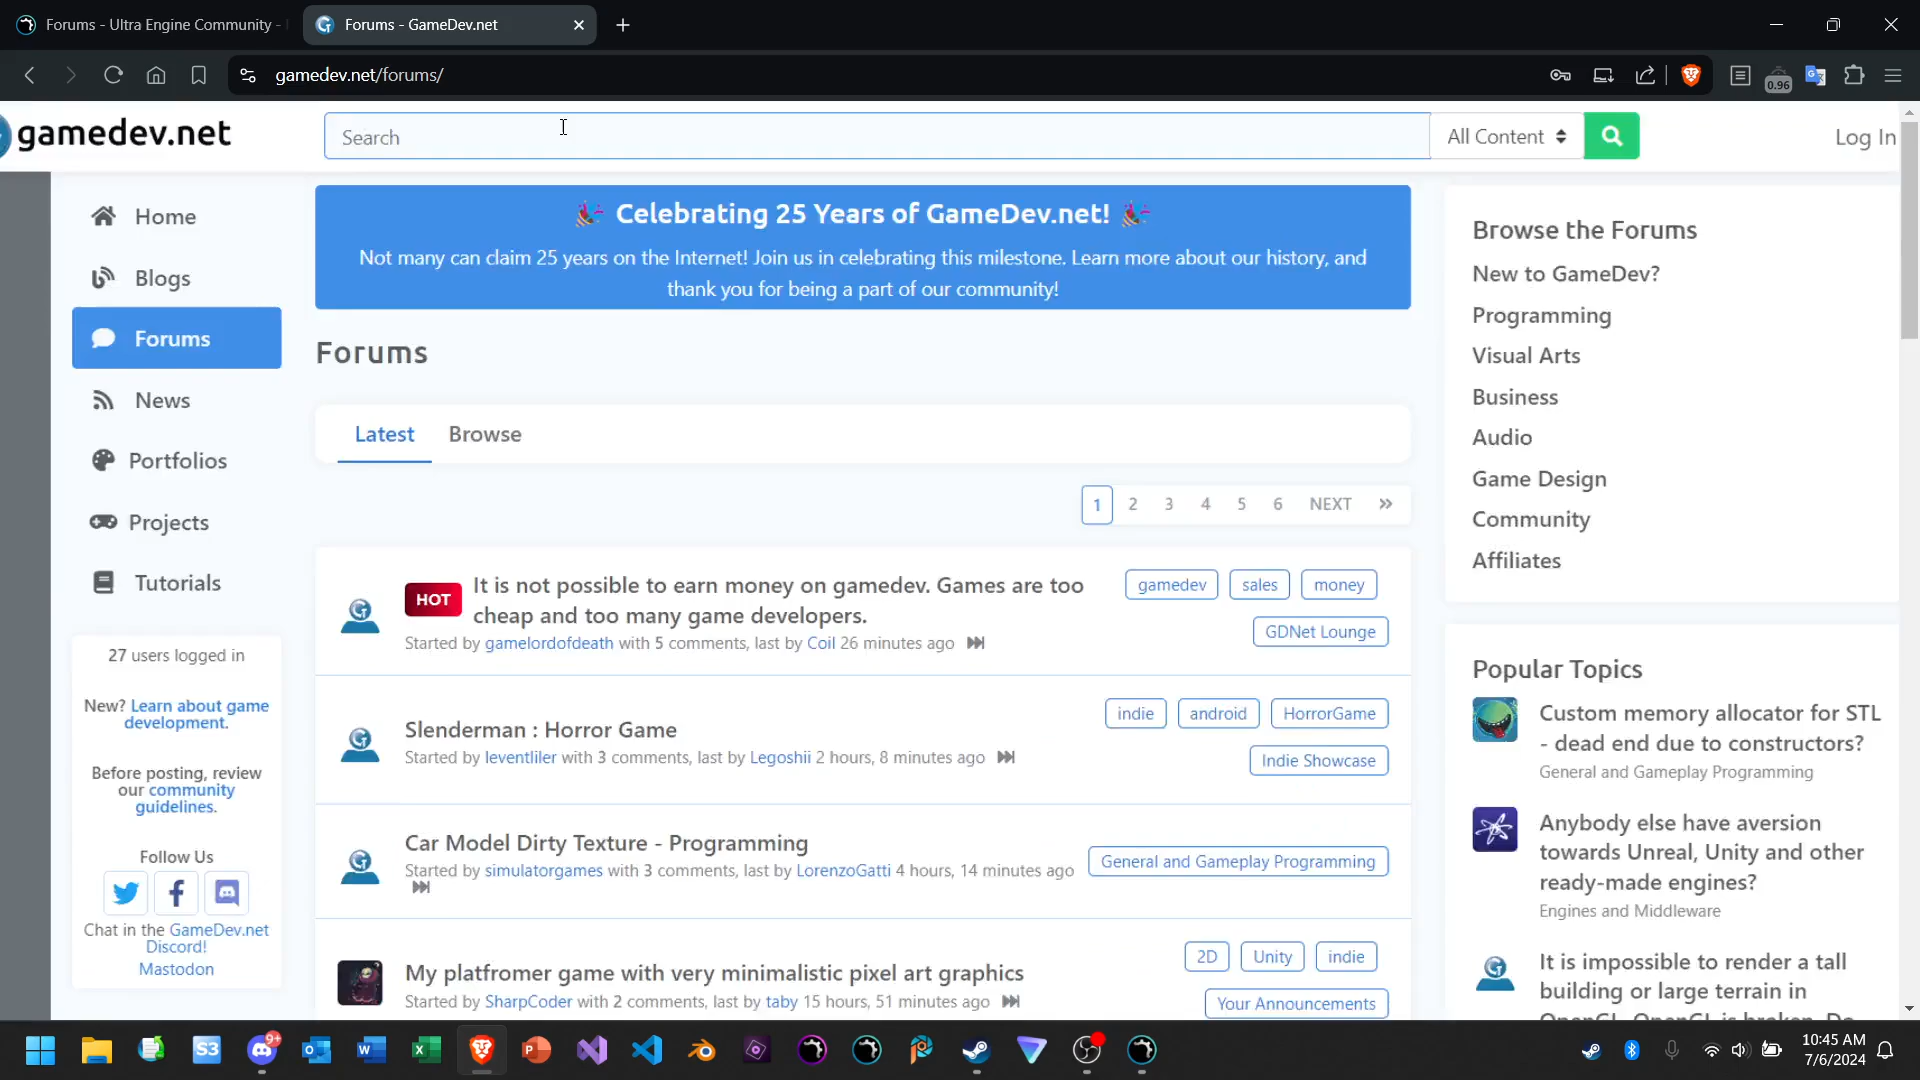 Forums - Ultra Engine Community -
Forums - GameDev.net
gamedev.net/forums/
0.96
gamedev.net
Search
All Content
Log In
Home
Blogs
Forums
News
Portfolios
Projects
Tutorials
27 users logged in
New? Learn about game
development.
Before posting, review
our community
guidelines.
Follow Us
Chat in the GameDev.net
Discord!
Mastodon
🎉 Celebrating 25 Years of GameDev.net! 🎉
Not many can claim 25 years on the Internet! Join us in celebrating this milestone. Learn more about our history, and
thank you for being a part of our community!
Forums
Latest Browse
1 2 3 4 5 6 NEXT »
HOT It is not possible to earn money on gamedev. Games are too
cheap and too many game developers.
Started by gamelordofdeath with 5 comments, last by Coil 26 minutes ago
gamedev sales money
GDNet Lounge
Slenderman : Horror Game
Started by leventliler with 3 comments, last by Legoshii 2 hours, 8 minutes ago
indie android HorrorGame
Indie Showcase
Car Model Dirty Texture - Programming
Started by simulatorgames with 3 comments, last by LorenzoGatti 4 hours, 14 minutes ago
General and Gameplay Programming
My platfromer game with very minimalistic pixel art graphics
Started by SharpCoder with 2 comments, last by taby 15 hours, 51 minutes ago
2D Unity indie
Your Announcements
Browse the Forums
New to GameDev?
Programming
Visual Arts
Business
Audio
Game Design
Community
Affiliates
Popular Topics
Custom memory allocator for STL
- dead end due to constructors?
General and Gameplay Programming
Anybody else have aversion
towards Unreal, Unity and other
ready-made engines?
Engines and Middleware
It is impossible to render a tall
building or large terrain in
OpenGL. OpenGL is broken. Do
S3
9+
10:45 AM
7/6/2024